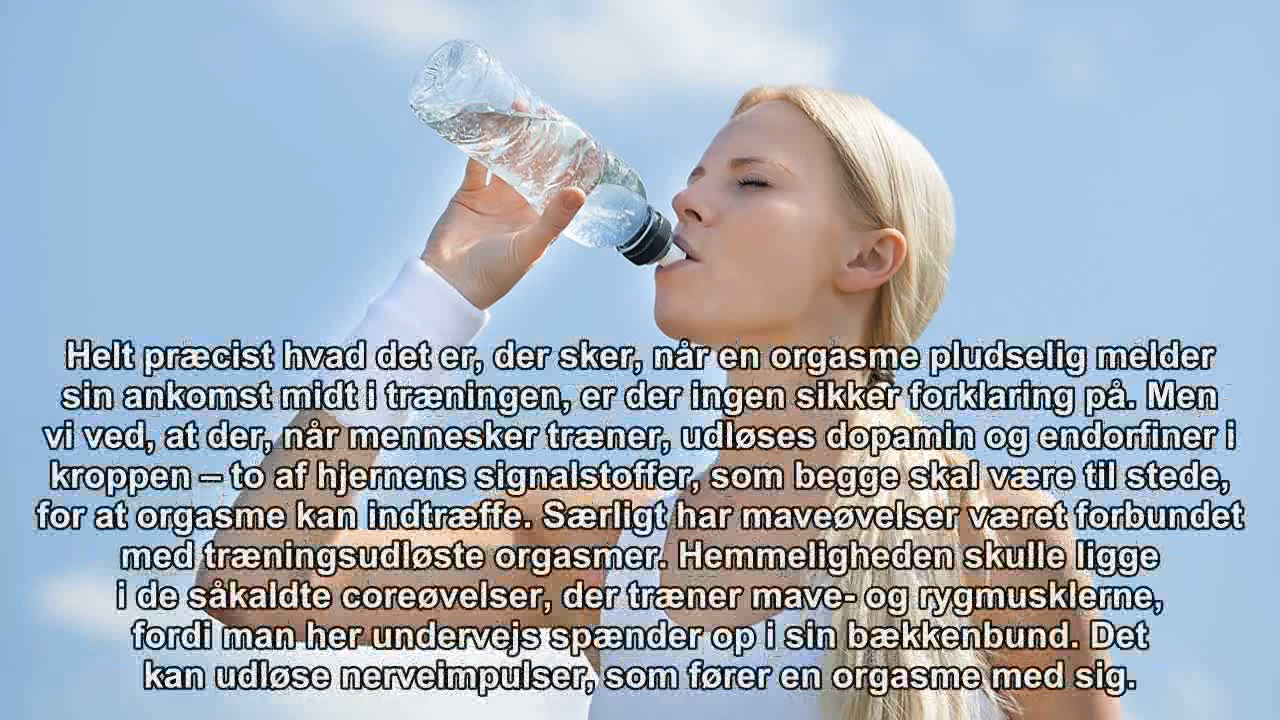 Helt præcist hvad det er, der sker, når en orgasme pludselig melder
sin ankomst midt i træningen, er der ingen sikker forklaring på. Men
vi ved, at der, når mennesker træner, udløses dopamin og endorfiner i
kroppen – to af hjernens signalstoffer, som begge skal være til stede,
for at orgasme kan indtræffe. Særligt har maveøvelser været forbundet
med træningsudløste orgasmer. Hemmeligheden skulle ligge
i de såkaldte coreøvelser, der træner mave- og rygmusklerne,
fordi man her undervejs spænder op i sin bækkenbund. Det
kan udløse nerveimpulser, som fører en orgasme med sig.